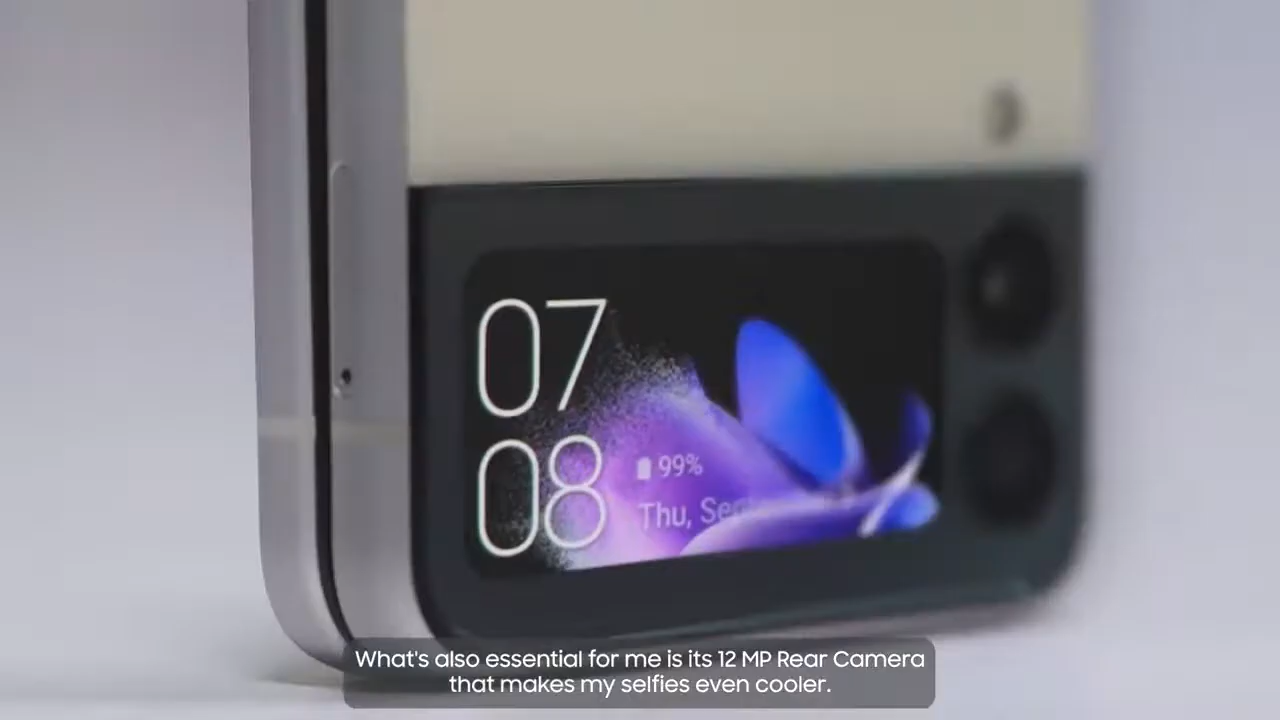 07
08
99%
Thu, Sep
What's also essential for me is its 12 MP Rear Camera
that makes my selfies even cooler.